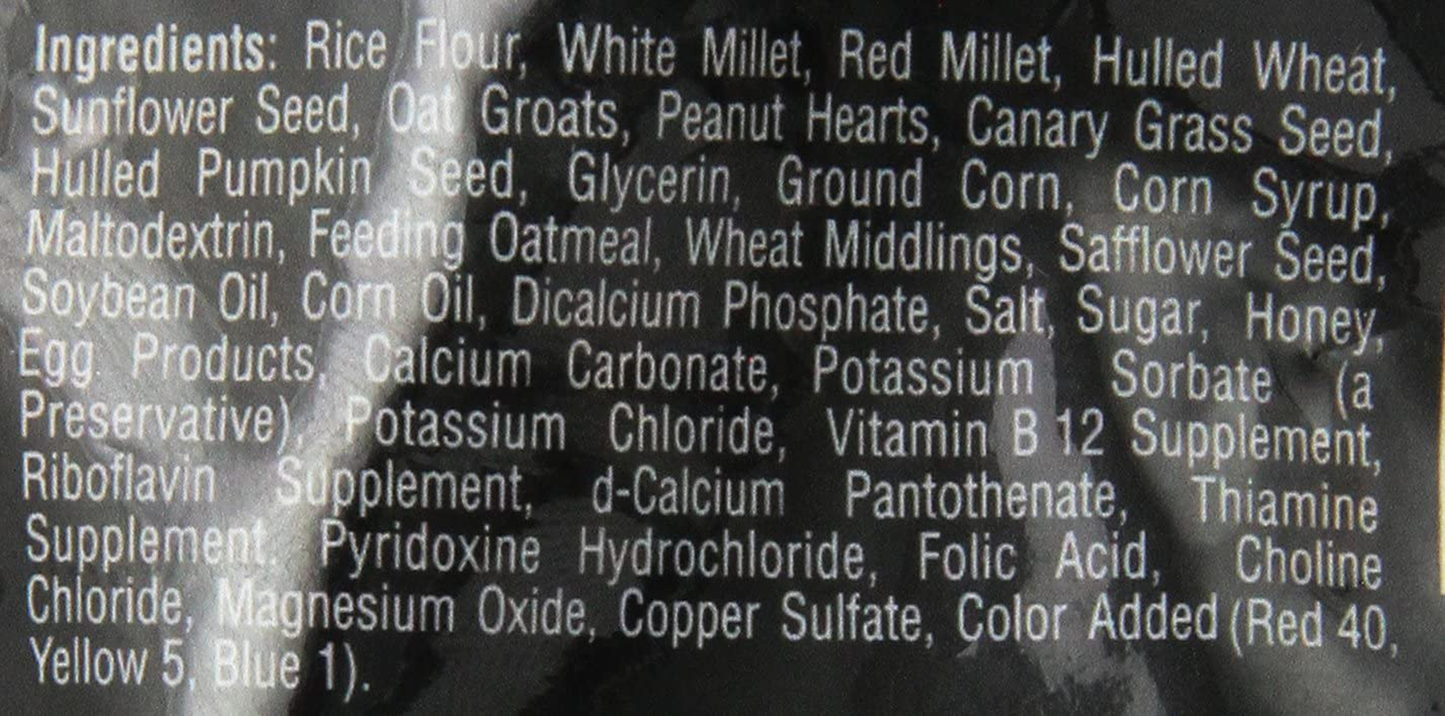 Ingredients: Rice Flour, White Millet, Red Millet, Hulled Wheat,
Sunflower Seed, Oat Groats, Peanut Hearts, Canary Grass Seed,
Hulled Pumpkin Seed, Glycerin, Ground Corn, Corn Syrup,
Maltodextrin, Feeding Oatmeal, Wheat Middlings, Safflower Seed,
Soybean Oil, Corn Oil, Dicalcium Phosphate, Salt, Sugar, Honey,
Egg Products, Calcium Carbonate, Potassium Sorbate (a
Preservative), Potassium Chloride, Vitamin B 12 Supplement,
Riboflavin Supplement, d-Calcium Pantothenate, Thiamine
Supplement, Pyridoxine Hydrochloride, Folic Acid, Choline
Chloride, Magnesium Oxide, Copper Sulfate, Color Added (Red 40,
Yellow 5, Blue 1).